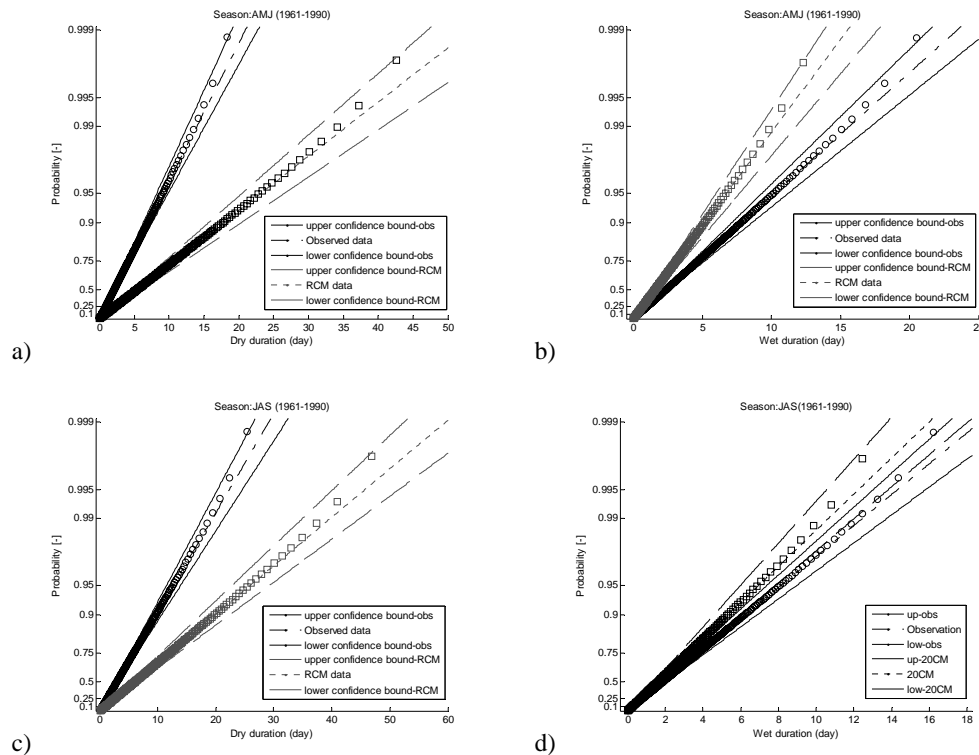 Season:AMJ (1961-1990)
0.999
0.995
0.99
0.95
0.9
0.75
0.5
0.25
0.1
Probability [-]
0 5 10 15 20 25 30 35 40 45 50
Dry duration (day)
upper confidence bound-obs
Observed data
lower confidence bound-obs
upper confidence bound-RCM
RCM data
lower confidence bound-RCM
a)
Season:AMJ (1961-1990)
0.999
0.995
0.99
0.95
0.9
0.75
0.5
0.25
0.1
Probability [-]
0 5 10 15 20 25
Wet duration (day)
upper confidence bound-obs
Observed data
lower confidence bound-obs
upper confidence bound-RCM
RCM data
lower confidence bound-RCM
b)
Season:JAS (1961-1990)
0.999
0.995
0.99
0.95
0.9
0.75
0.5
0.25
0.1
Probability [-]
0 10 20 30 40 50 60
Dry duration (day)
upper confidence bound-obs
Observed data
lower confidence bound-obs
upper confidence bound-RCM
RCM data
lower confidence bound-RCM
c)
Season:JAS(1961-1990)
0.999
0.995
0.99
0.95
0.9
0.75
0.5
0.25
0.1
Probability [-]
0 2 4 6 8 10 12 14 16 18
Wet duration (day)
up-obs
Observation
low-obs
up-20CM
20CM
low-20CM
d)